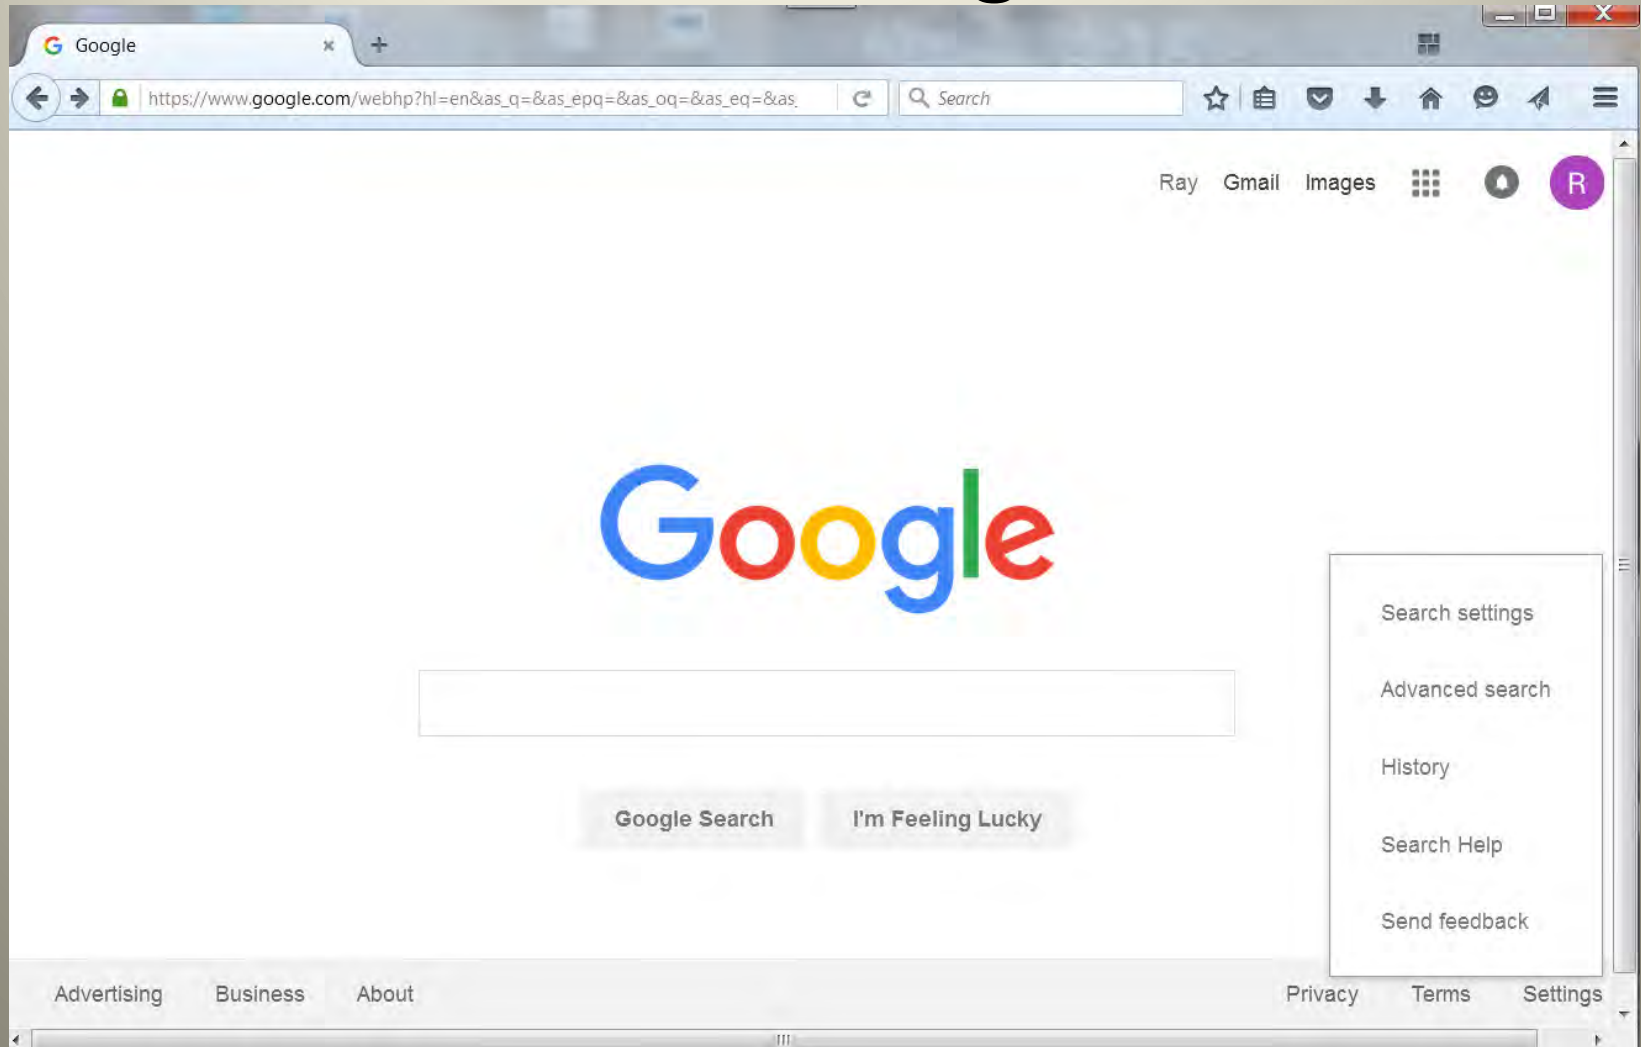 Google
https://www.google.com/webhp?hl=en&as_q=&as_epq=&as_oq=&as_eq=&as_
Search
Ray Gmail Images R
Google
Search settings
Advanced search
History
Search Help
Send feedback
Google Search I'm Feeling Lucky
Advertising Business About Privacy Terms Settings